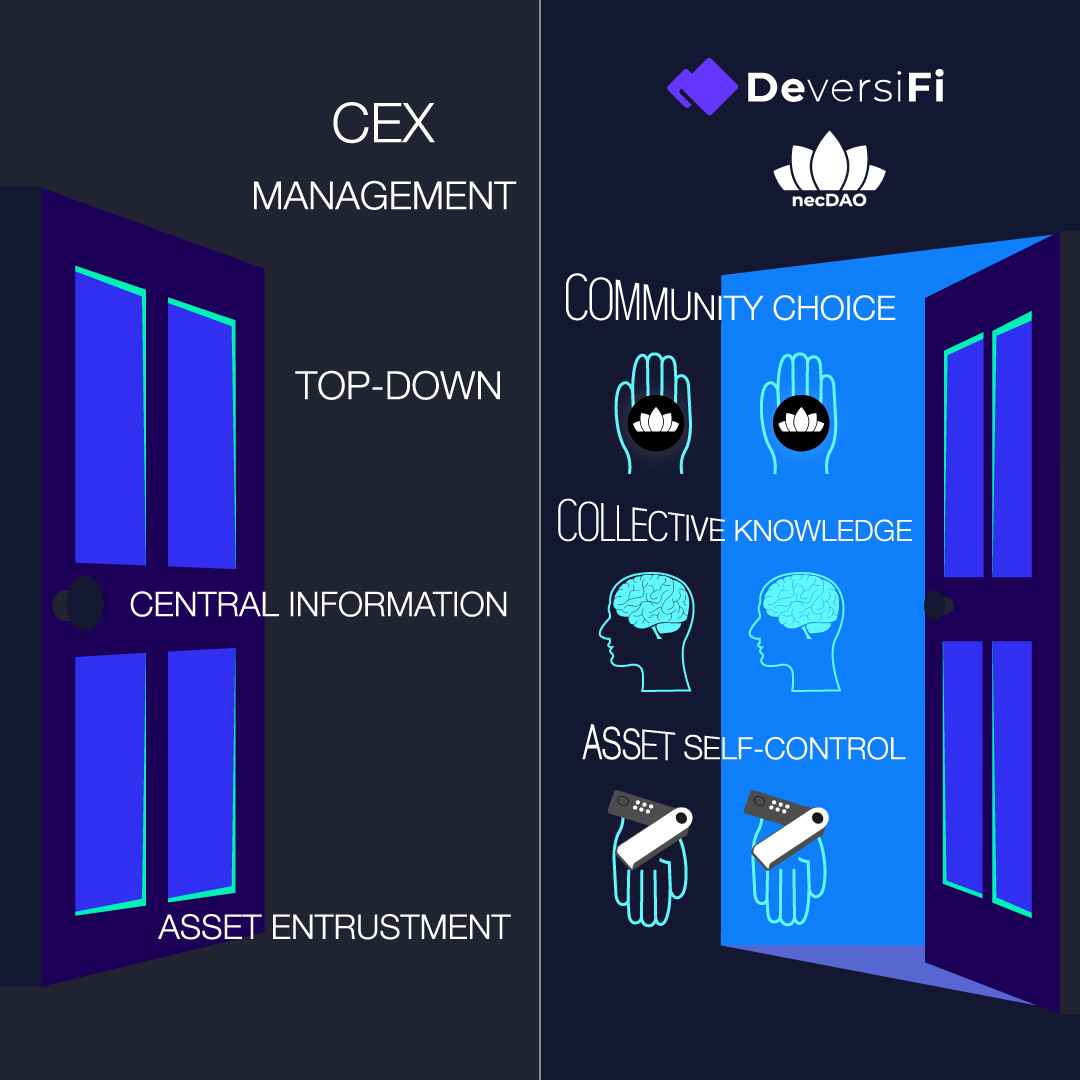 CEX
MANAGEMENT
TOP-DOWN
CENTRAL INFORMATION
ASSET ENTRUSTMENT
DeversiFi
necDAO
COMMUNITY CHOICE
COLLECTIVE KNOWLEDGE
ASSET SELF-CONTROL